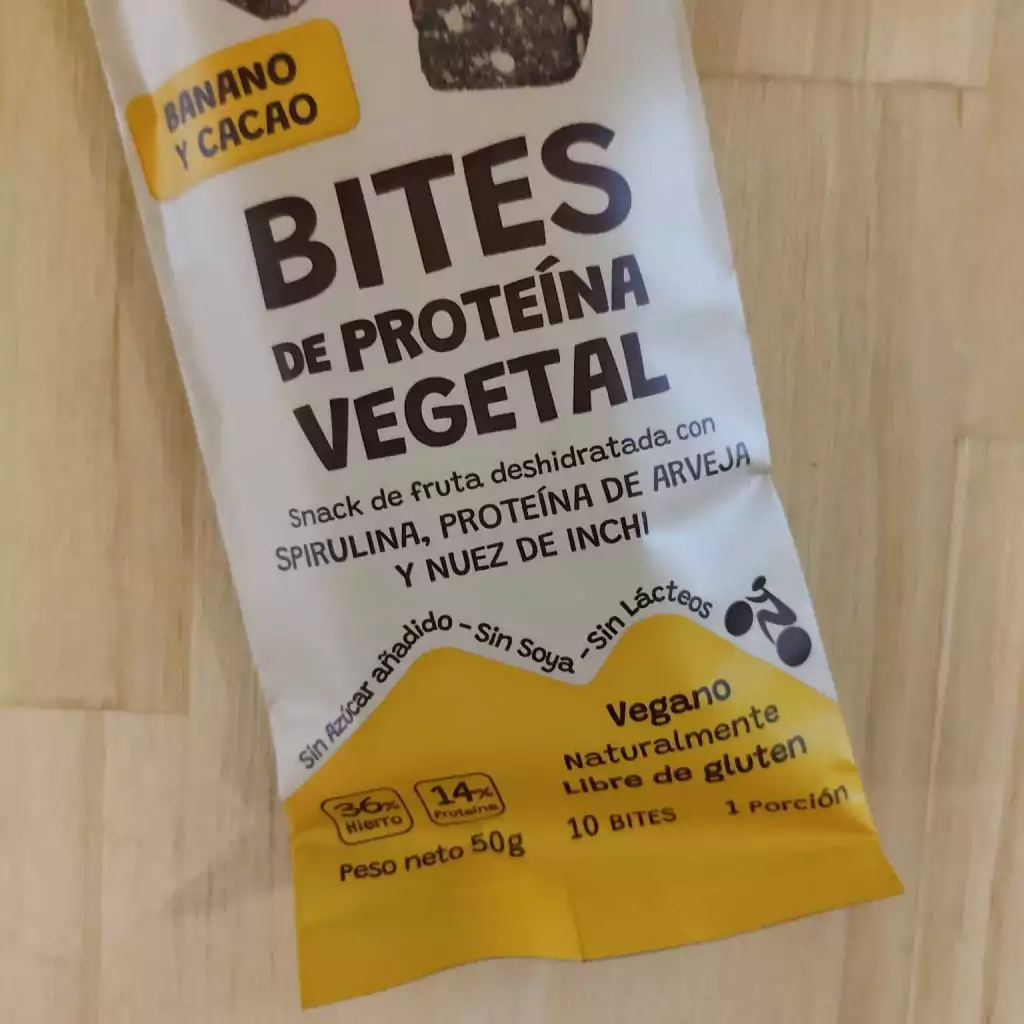 BANANO
Y CACAO
BITES
DE PROTEÍNA
VEGETAL
Snack de fruta deshidratada con
SPIRULINA, PROTEÍNA DE ARVEJA
Y NUEZ DE INCHI
Sin Azúcar añadido - Sin Soya - Sin Lácteos
Vegano
Naturalmente
Libre de gluten
36% Hierro
14% Proteína
Peso neto 50g
10 BITES
1 Porción